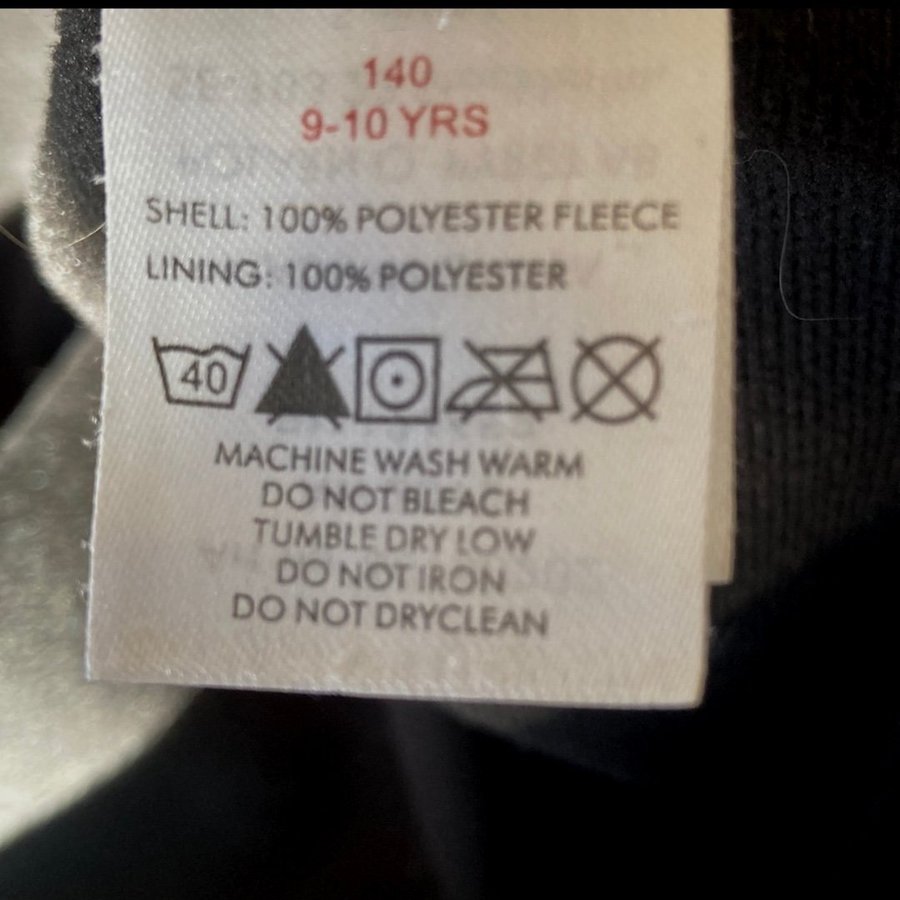 140
9-10 YRS
SHELL: 100% POLYESTER FLEECE
LINING: 100% POLYESTER
40
MACHINE WASH WARM
DO NOT BLEACH
TUMBLE DRY LOW
DO NOT IRON
DO NOT DRYCLEAN